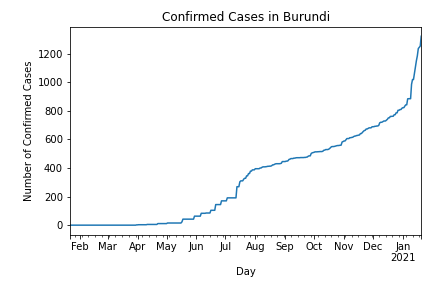 Confirmed Cases in Burundi
Number of Confirmed Cases
1200
1000
800
600
400
200
0
Feb Mar Apr May Jun Jul Aug Sep Oct Nov Dec Jan
2021
Day